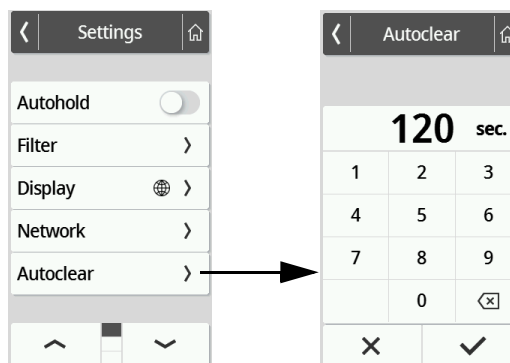 Settings
Autohold
Filter
Display
Network
Autoclear
Autoclear
120 sec.
1 2 3
4 5 6
7 8 9
0